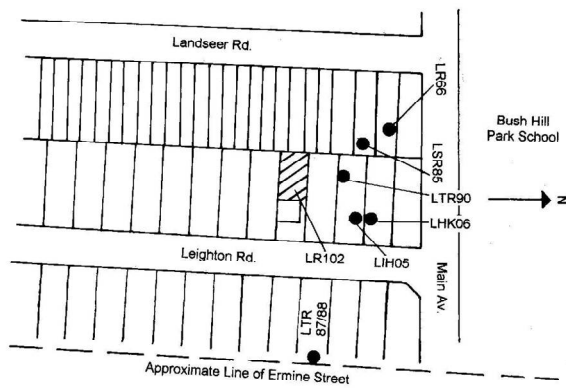 Landseer Rd.
LR66
Bush Hill
Park School
LSR85
LTR90
N
LHK06
Leighton Rd.
LR102
LIH05
Main Av.
LTR
87/88
Approximate Line of Ermine Street